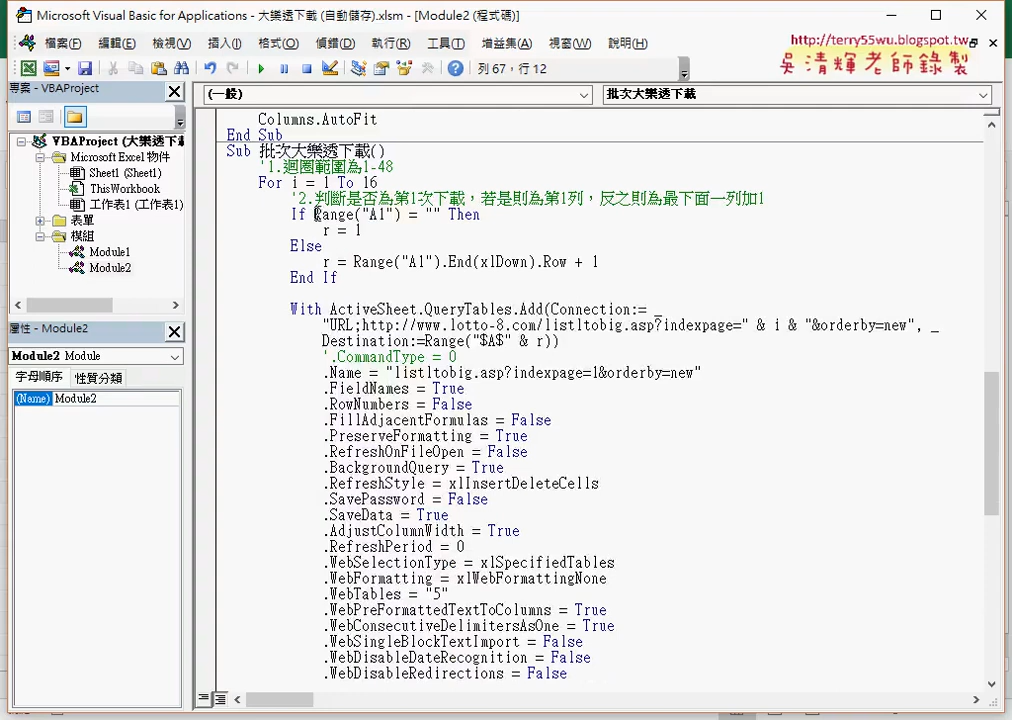 Microsoft Visual Basic for Applications - 大樂透下載 (自動儲存).xlsm - [Module2 (程式碼)]
檔案(F) 編輯(E) 檢視(V) 插入(I) 格式(O) 偵錯(D) 執行(R) 工具(T) 增益集(A) 視窗(W) 說明(H)
http://terry55wu.blogspot.tw
吳清輝老師錄製
列 67，行 12
專案 - VBAProject
(一般) 批次大樂透下載
VBAProject (大樂透下載
Microsoft Excel 物件
Sheet1 (Sheet1)
ThisWorkbook
工作表1 (工作表1)
表單
模組
Module1
Module2
屬性 - Module2
Module2 Module
字母順序 性質分類
(Name) Module2
Columns.AutoFit
End Sub
Sub 批次大樂透下載()
'1.迴圈範圍為1-48
For i = 1 To 16
'2.判斷是否為第1次下載，若是則為第1列，反之則為最下面一列加1
If Range("A1") = "" Then
r = 1
Else
r = Range("A1").End(xlDown).Row + 1
End If
With ActiveSheet.QueryTables.Add(Connection:= _
"URL;http://www.lotto-8.com/listltobig.asp?indexpage=" & i & "&orderby=new", _
Destination:=Range("$A$" & r))
'.CommandType = 0
.Name = "listltobig.asp?indexpage=1&orderby=new"
.FieldNames = True
.RowNumbers = False
.FillAdjacentFormulas = False
.PreserveFormatting = True
.RefreshOnFileOpen = False
.BackgroundQuery = True
.RefreshStyle = xlInsertDeleteCells
.SavePassword = False
.SaveData = True
.AdjustColumnWidth = True
.RefreshPeriod = 0
.WebSelectionType = xlSpecifiedTables
.WebFormatting = xlWebFormattingNone
.WebTables = "5"
.WebPreFormattedTextToColumns = True
.WebConsecutiveDelimitersAsOne = True
.WebSingleBlockTextImport = False
.WebDisableDateRecognition = False
.WebDisableRedirections = False